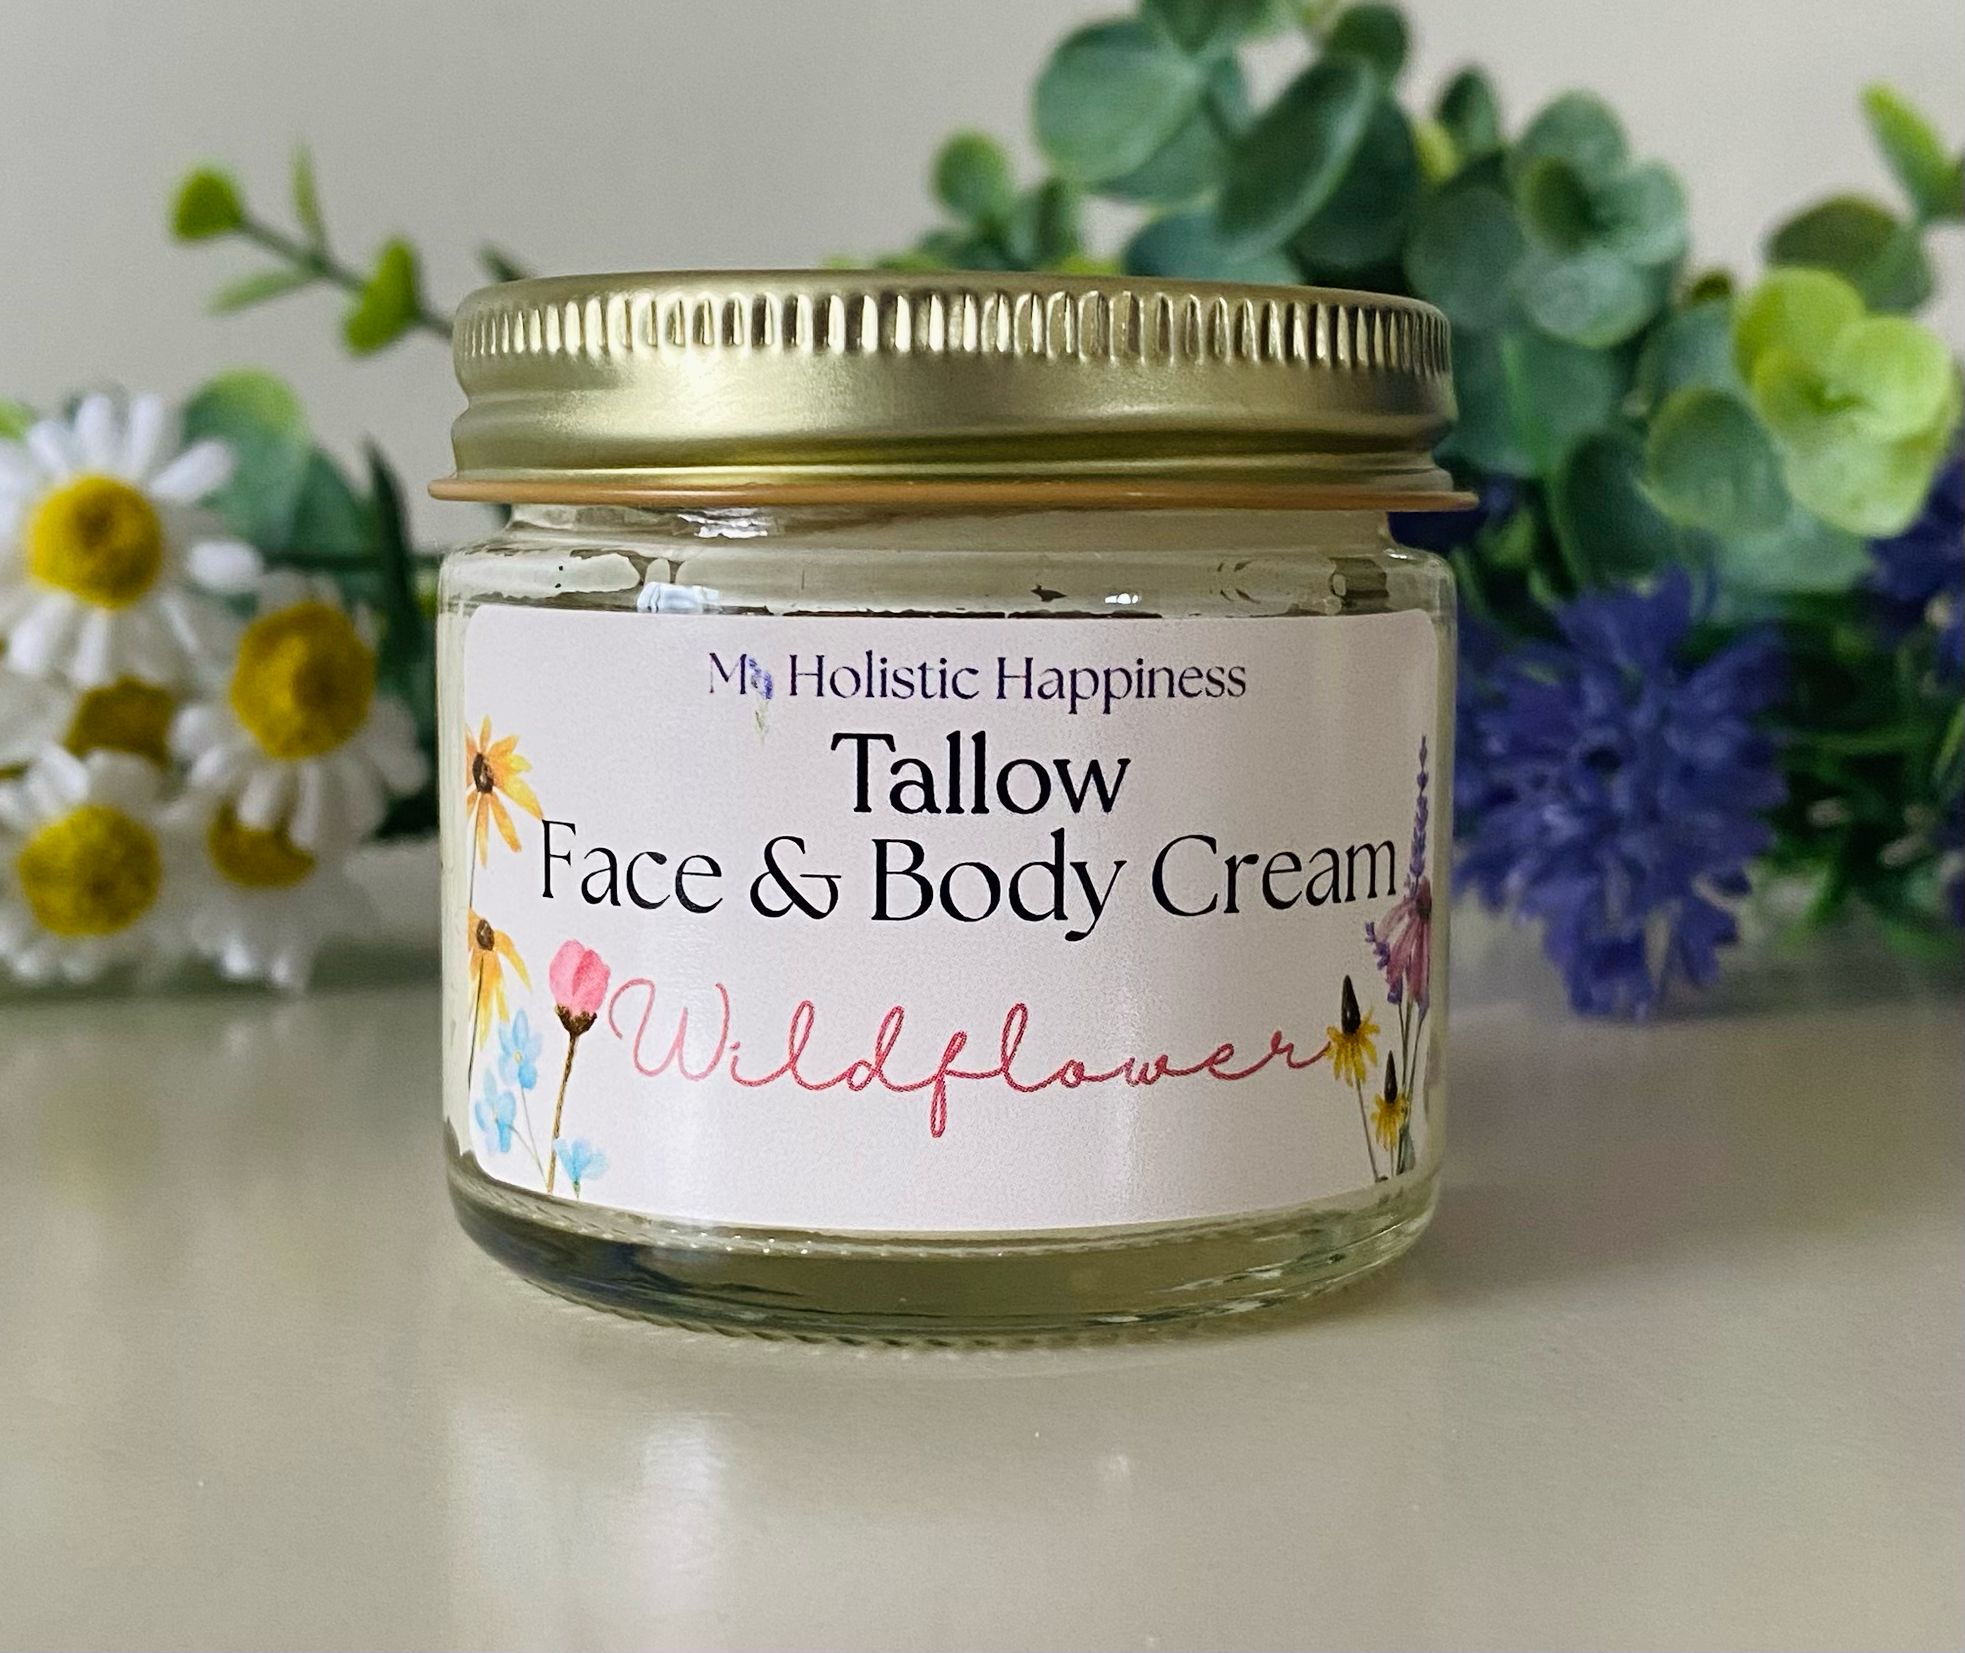 My Holistic Happiness
Tallow
Face & Body Cream
Wildflower